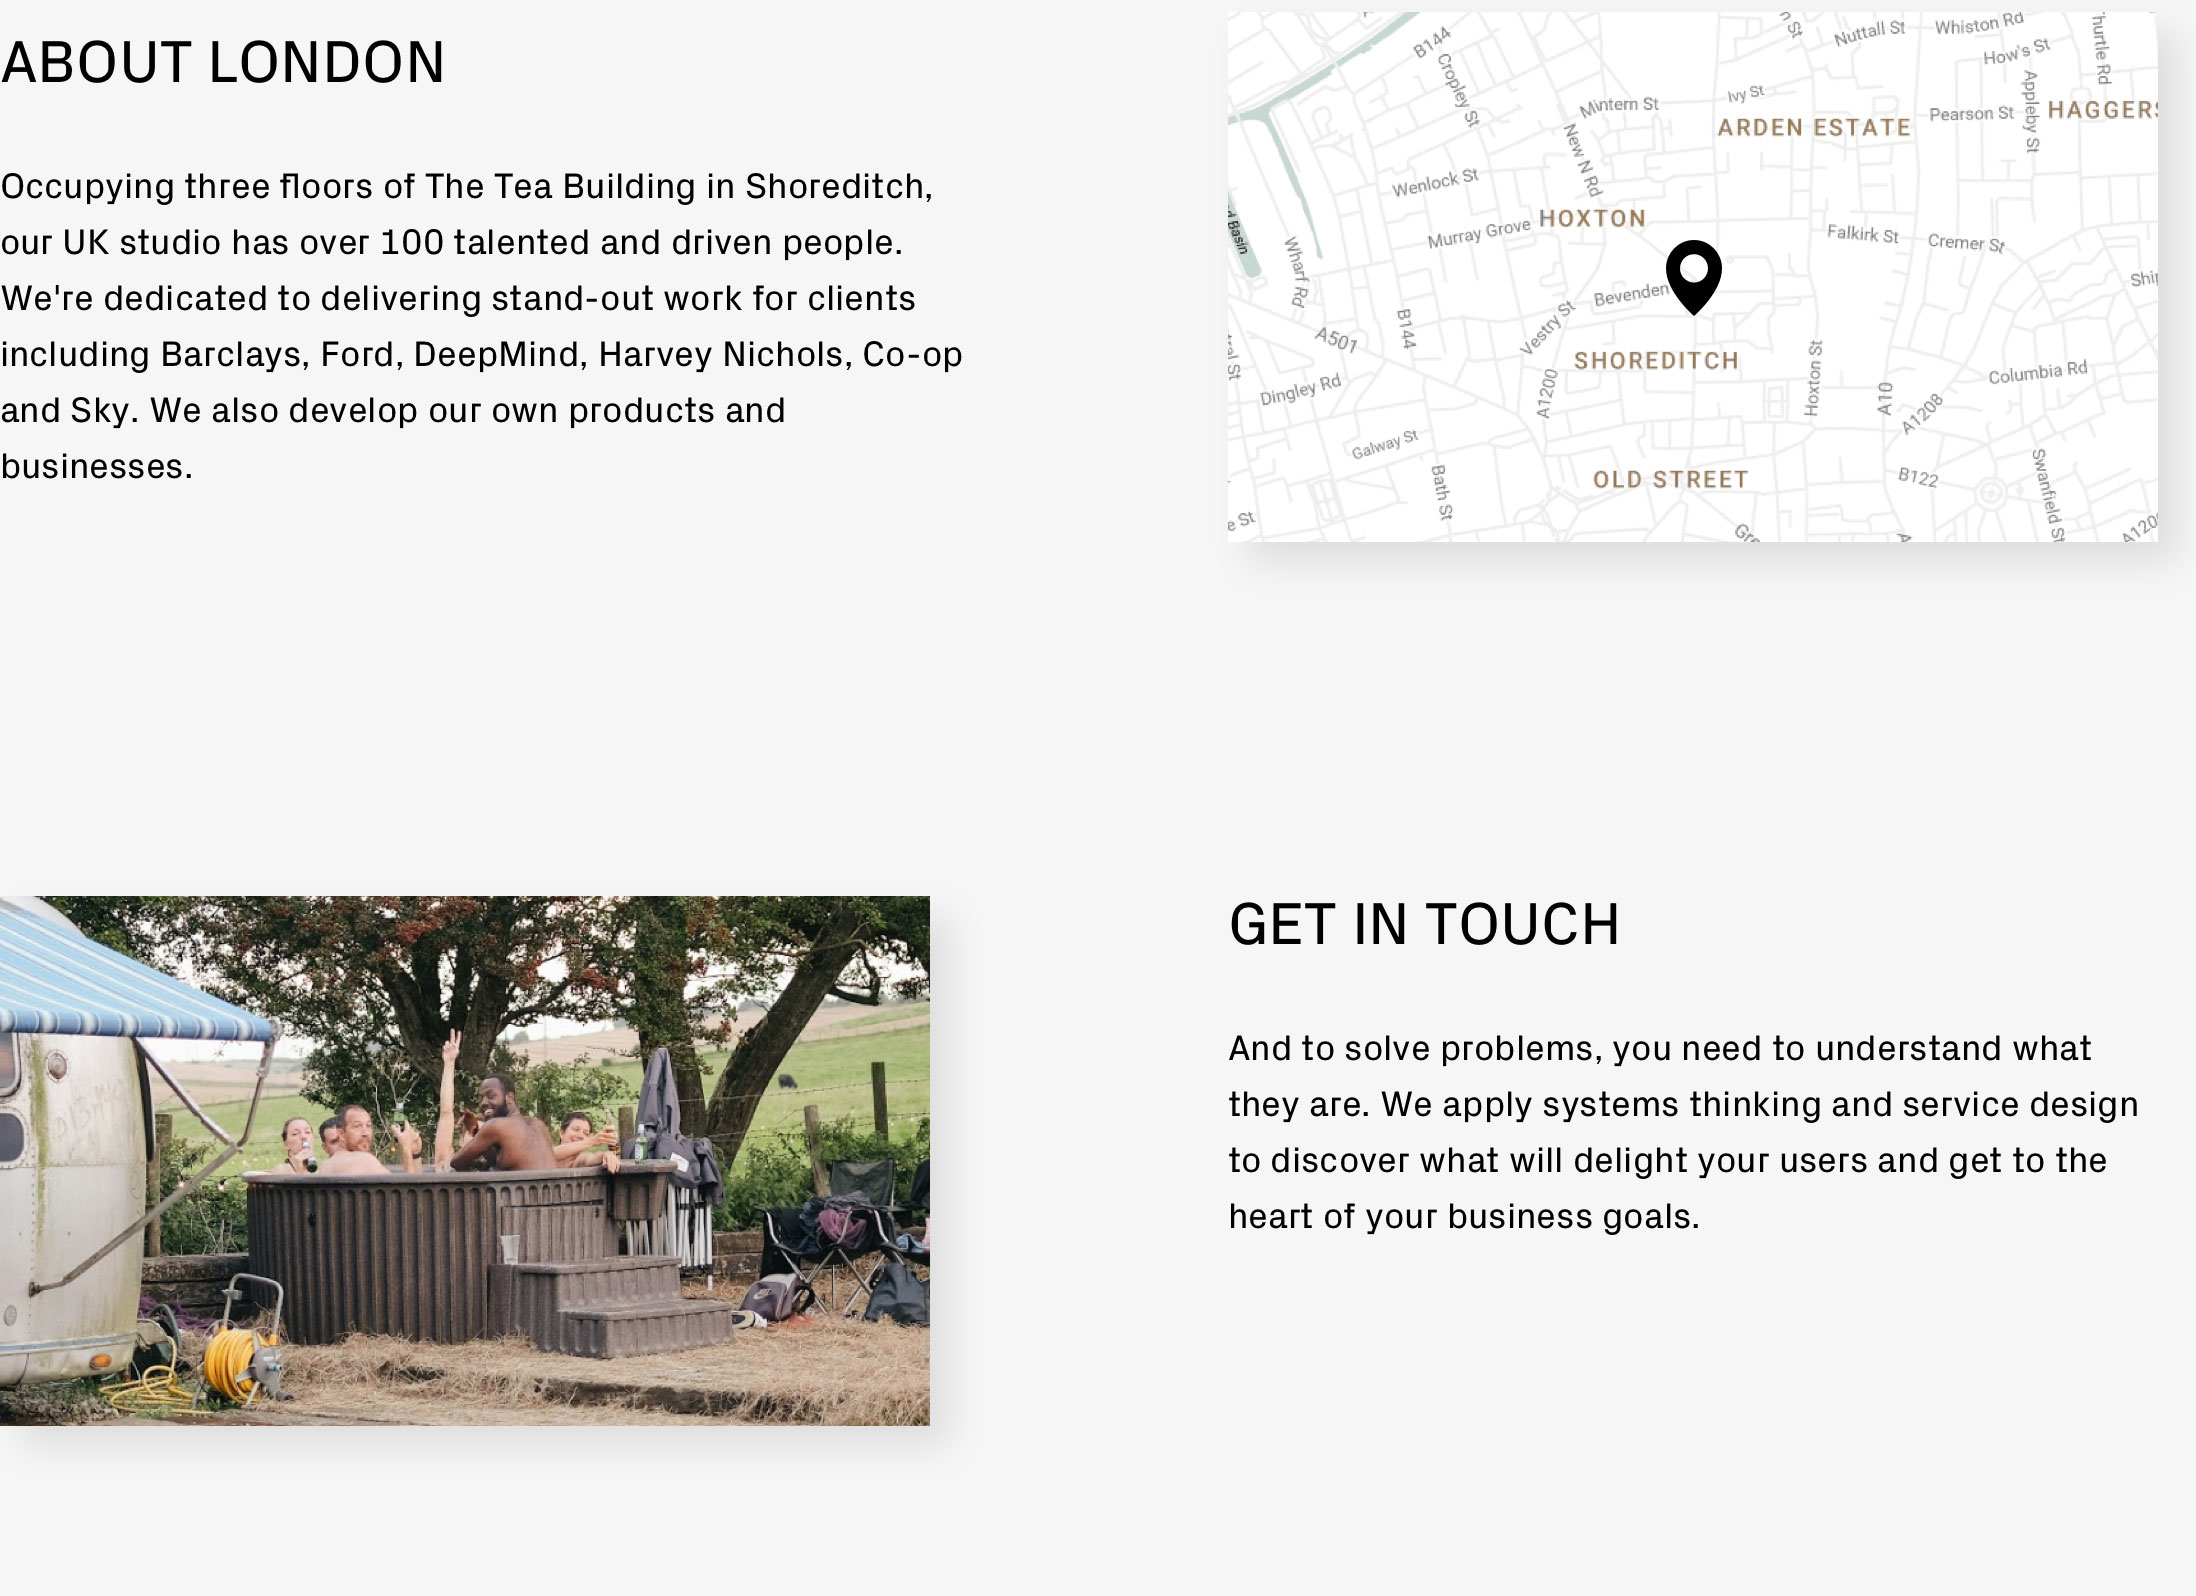 ABOUT LONDON
Occupying three floors of The Tea Building in Shoreditch,
our UK studio has over 100 talented and driven people.
We're dedicated to delivering stand-out work for clients
including Barclays, Ford, DeepMind, Harvey Nichols, Co-op
and Sky. We also develop our own products and
businesses.
B144
Cropley St
Nuttall St
Whiston Rd
How's St
Appleby St
Mintern St
Ivy St
ARDEN ESTATE
Pearson St
HAGGERS
New N Rd
Wenlock St
HOXTON
Murray Grove
Falkirk St
Cremer St
Wharf Rd
Basin
Bevenden
Vestry St
B144
A501
SHOREDITCH
Hoxton St
Columbia Rd
Dingley Rd
A1200
A10
A1208
Galway St
Bath St
OLD STREET
B122
Swanfield St
GET IN TOUCH
And to solve problems, you need to understand what
they are. We apply systems thinking and service design
to discover what will delight your users and get to the
heart of your business goals.